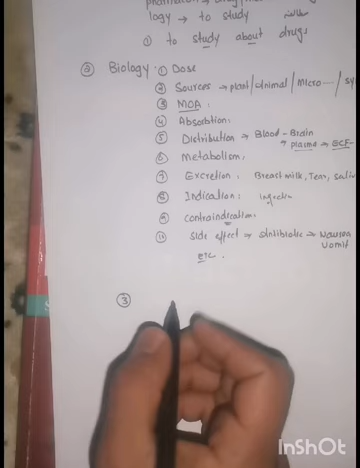 logy → to study
① to study about drugs
② Biology: ① Dose
② Sources → plant/Animal/Micro---/sy
③ MOA:
④ Absorption:
⑤ Distribution → Blood - Brain
→ plasma →
⑥ Metabolism:
⑦ Excretion: Breast milk, Tear, Saliv
⑧ Indication:
⑨ contraindication:
⑩ Side effect → Antibiotic → Nausea
Vomit
etc.
③
InShOt